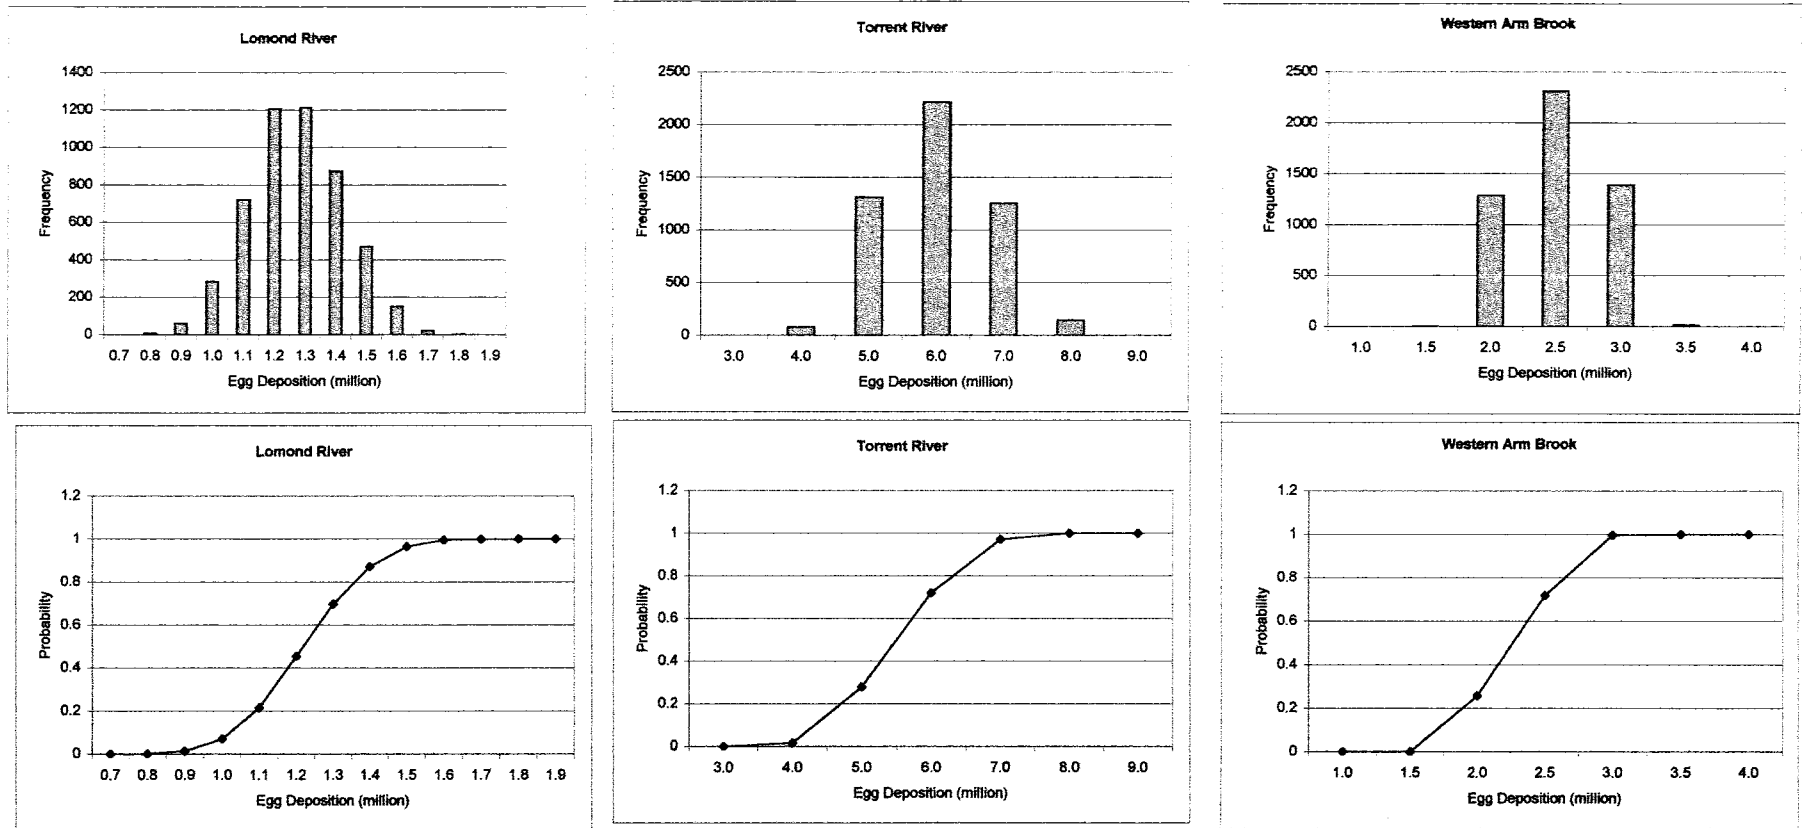 Lomond River
1400
1200
1000
800
600
400
200
0
Frequency
0.7 0.8 0.9 1.0 1.1 1.2 1.3 1.4 1.5 1.6 1.7 1.8 1.9
Egg Deposition (million)
Torrent River
2500
2000
1500
1000
500
0
Frequency
3.0 4.0 5.0 6.0 7.0 8.0 9.0
Egg Deposition (million)
Western Arm Brook
2500
2000
1500
1000
500
0
Frequency
1.0 1.5 2.0 2.5 3.0 3.5 4.0
Egg Deposition (million)
Lomond River
1.2
1
0.8
0.6
0.4
0.2
0
Probability
0.7 0.8 0.9 1.0 1.1 1.2 1.3 1.4 1.5 1.6 1.7 1.8 1.9
Egg Deposition (million)
Torrent River
1.2
1
0.8
0.6
0.4
0.2
0
Probability
3.0 4.0 5.0 6.0 7.0 8.0 9.0
Egg Deposition (million)
Western Arm Brook
1.2
1
0.8
0.6
0.4
0.2
0
Probability
1.0 1.5 2.0 2.5 3.0 3.5 4.0
Egg Deposition (million)